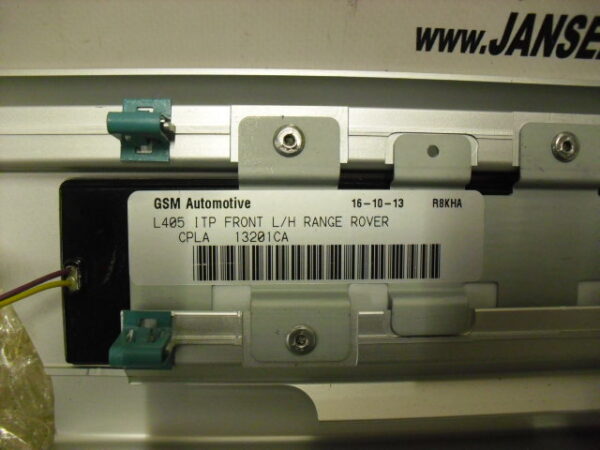 www.JANSE
GSM Automotive 16-10-13 R8KHA
L405 ITP FRONT L/H RANGE ROVER
CPLA 13201CA